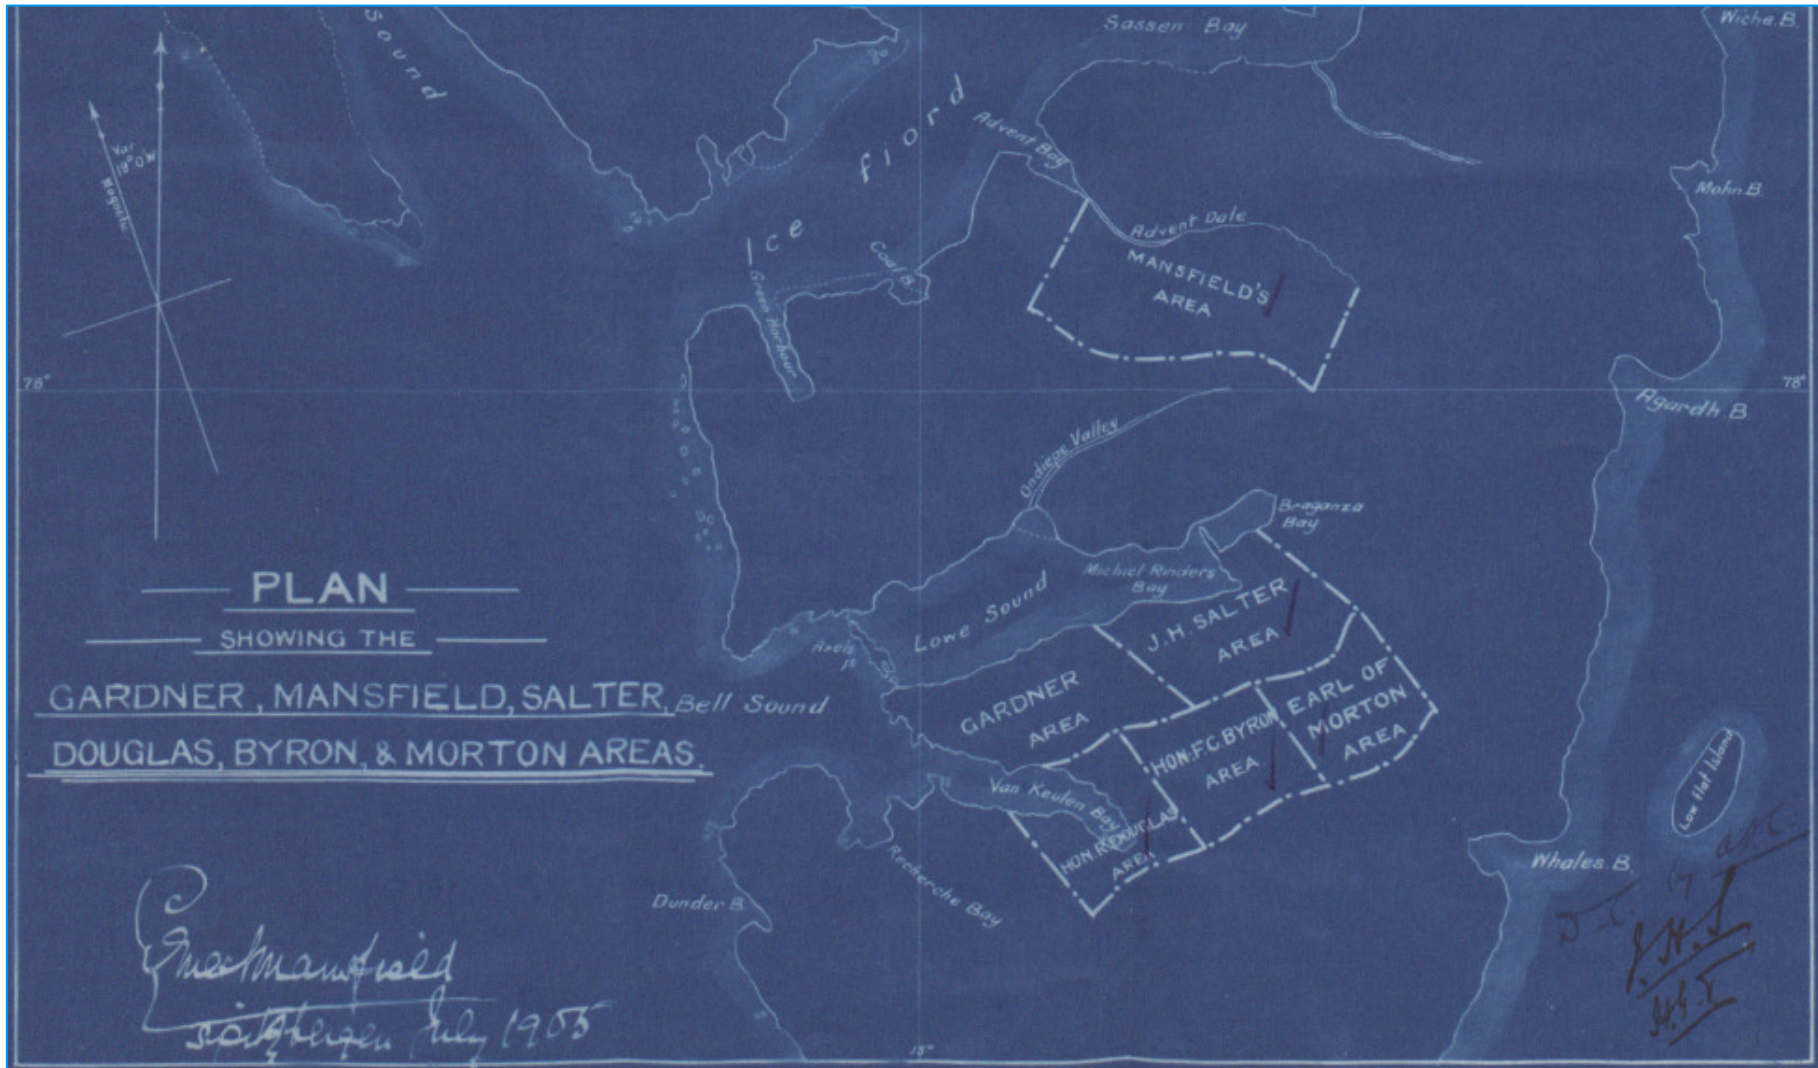 Sound
Sassen Bay
Wiche. B.
Ice fiord
Advent Bay
Var.
19° 0' W
Magnetic
Mohn. B.
Advent Dale
Coal B.
Green Harbour
MANSFIELD'S
AREA
78°
78°
Agardh. B
Ondiepe Valley
Braganza
Bay
Michiel Rinders
Bay
Lowe Sound
Axels
Is
J.H. SALTER
AREA
PLAN
SHOWING THE
GARDNER, MANSFIELD, SALTER,
DOUGLAS, BYRON, & MORTON AREAS.
Bell Sound
GARDNER
AREA
EARL OF
MORTON
AREA
HON: F.C BYRON
AREA
Van Keulen Bay
HON. R. DOUGLAS
AREA
Low Flat Island
Whales. B.
Recherche Bay
Dunder B.
Ernest Mansfield
Spitzbergen July 1905
J.H.S
15°